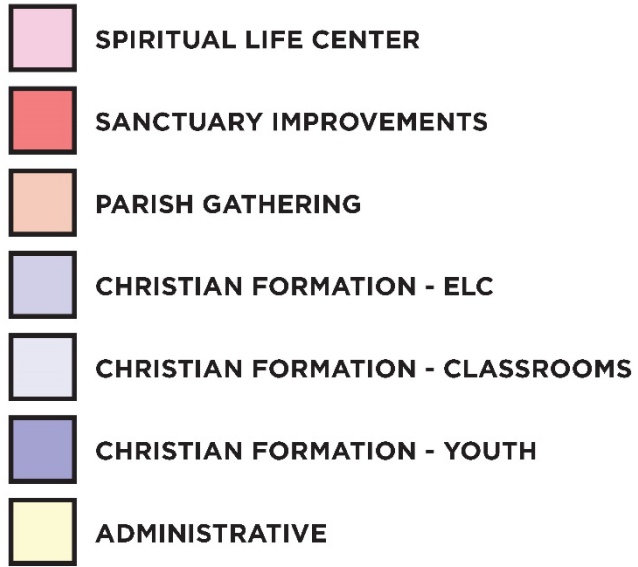 SPIRITUAL LIFE CENTER
SANCTUARY IMPROVEMENTS
PARISH GATHERING
CHRISTIAN FORMATION - ELC
CHRISTIAN FORMATION - CLASSROOMS
CHRISTIAN FORMATION - YOUTH
ADMINISTRATIVE